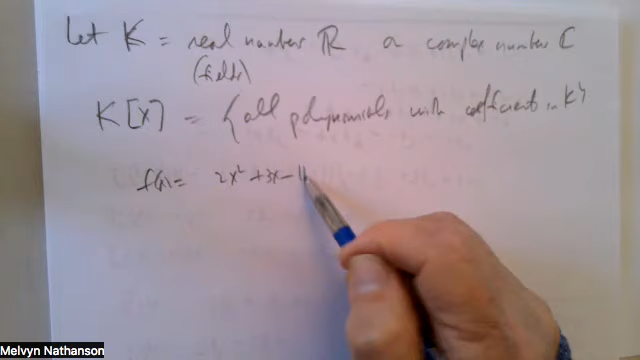 Let K = real numbers ℝ or complex numbers ℂ
(fields)
K[x] = {all polynomials with coefficients in K}
f(x) = 2x² + 3x - 11
Melvyn Nathanson